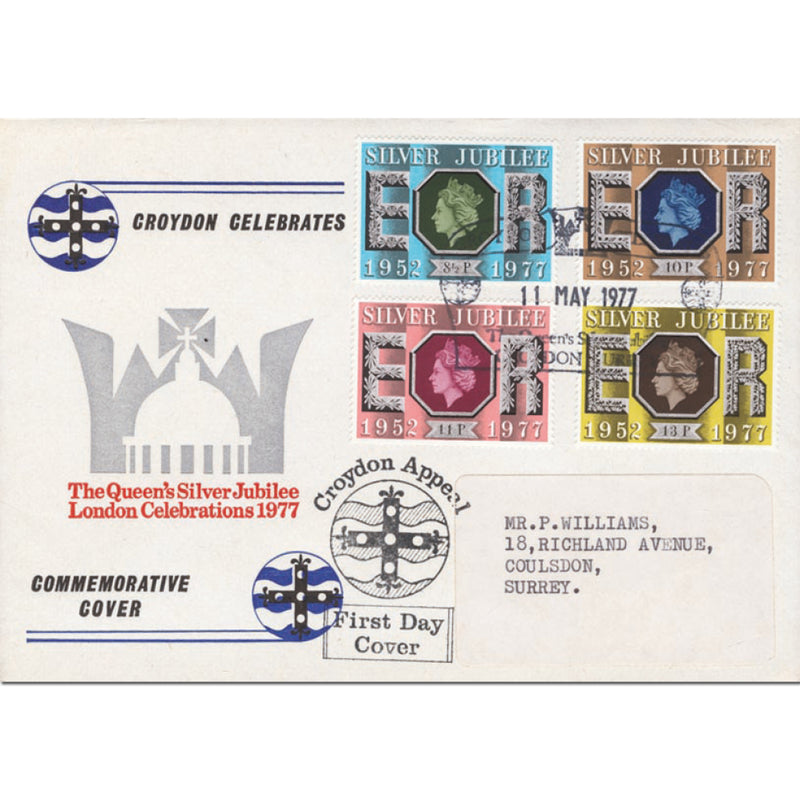 CROYDON CELEBRATES
SILVER JUBILEE
E R
1952 8½P 1977
SILVER JUBILEE
E R
1952 10P 1977
11 MAY 1977
SILVER JUBILEE
E R
1952 11P 1977
SILVER JUBILEE
E R
1952 13P 1977
The Queen's
The Queen's Silver Jubilee
London Celebrations 1977
Croydon Appeal
First Day
Cover
COMMEMORATIVE
COVER
MR.P.WILLIAMS,
18,RICHLAND AVENUE,
COULSDON,
SURREY.